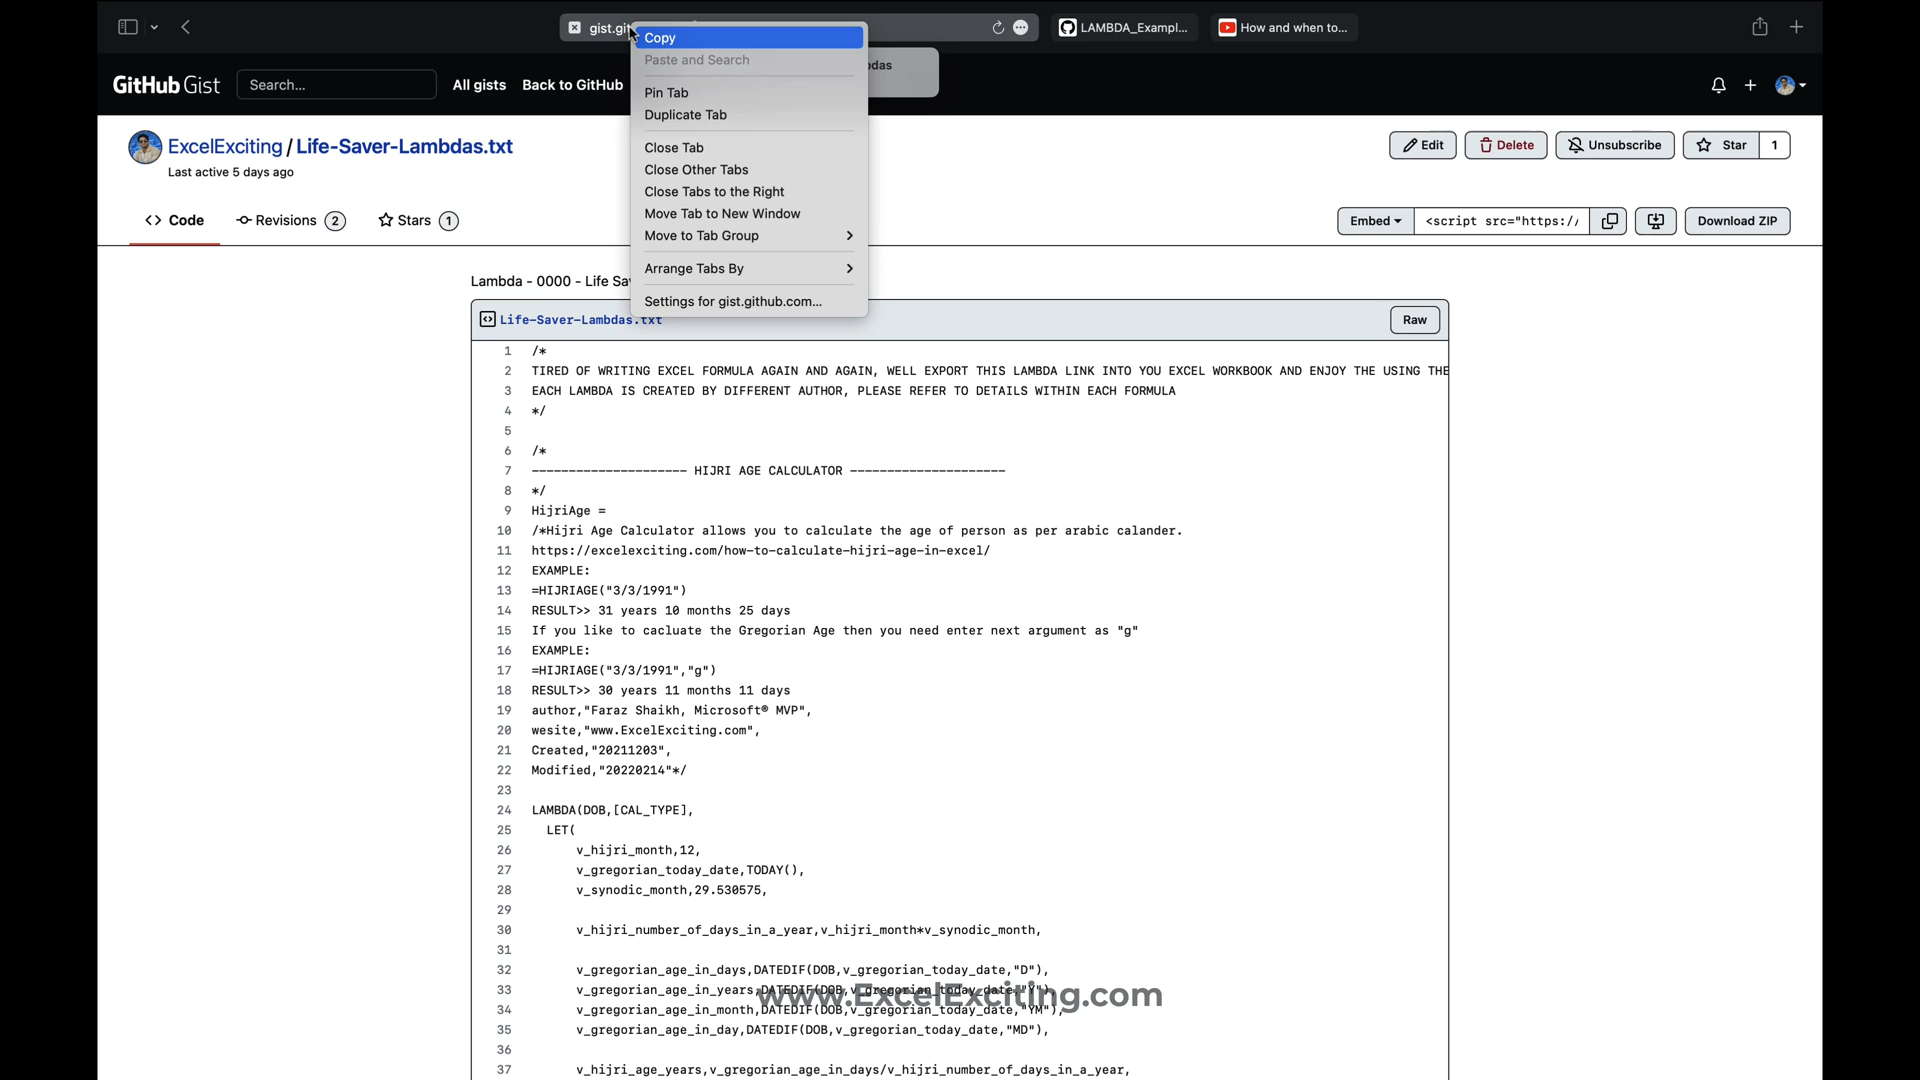 gist.git
LAMBDA_Exampl...
How and when to...
Copy
Paste and Search
Pin Tab
Duplicate Tab
Close Tab
Close Other Tabs
Close Tabs to the Right
Move Tab to New Window
Move to Tab Group
Arrange Tabs By
Settings for gist.github.com...
GitHub Gist
Search...
All gists
Back to GitHub
ExcelExciting / Life-Saver-Lambdas.txt
Last active 5 days ago
Edit
Delete
Unsubscribe
Star
1
Code
Revisions 2
Stars 1
Embed
<script src="https:/
Download ZIP
Lambda - 0000 - Life Sa
Life-Saver-Lambdas.txt
Raw
1 /*
2 TIRED OF WRITING EXCEL FORMULA AGAIN AND AGAIN, WELL EXPORT THIS LAMBDA LINK INTO YOU EXCEL WORKBOOK AND ENJOY THE USING THE
3 EACH LAMBDA IS CREATED BY DIFFERENT AUTHOR, PLEASE REFER TO DETAILS WITHIN EACH FORMULA
4 */
5
6 /*
7 --------------------- HIJRI AGE CALCULATOR ---------------------
8 */
9 HijriAge =
10 /*Hijri Age Calculator allows you to calculate the age of person as per arabic calander.
11 https://excelexciting.com/how-to-calculate-hijri-age-in-excel/
12 EXAMPLE:
13 =HIJRIAGE("3/3/1991")
14 RESULT>> 31 years 10 months 25 days
15 If you like to cacluate the Gregorian Age then you need enter next argument as "g"
16 EXAMPLE:
17 =HIJRIAGE("3/3/1991","g")
18 RESULT>> 30 years 11 months 11 days
19 author,"Faraz Shaikh, Microsoft® MVP",
20 wesite,"www.ExcelExciting.com",
21 Created,"20211203",
22 Modified,"20220214"*/
23
24 LAMBDA(DOB,[CAL_TYPE],
25 LET(
26 v_hijri_month,12,
27 v_gregorian_today_date,TODAY(),
28 v_synodic_month,29.530575,
29
30 v_hijri_number_of_days_in_a_year,v_hijri_month*v_synodic_month,
31
32 v_gregorian_age_in_days,DATEDIF(DOB,v_gregorian_today_date,"D"),
33 v_gregorian_age_in_years,DATEDIF(DOB,v_gregorian_today_date,"Y"),
34 v_gregorian_age_in_month,DATEDIF(DOB,v_gregorian_today_date,"YM"),
35 v_gregorian_age_in_day,DATEDIF(DOB,v_gregorian_today_date,"MD"),
36
37 v_hijri_age_years,v_gregorian_age_in_days/v_hijri_number_of_days_in_a_year,
www.ExcelExciting.com